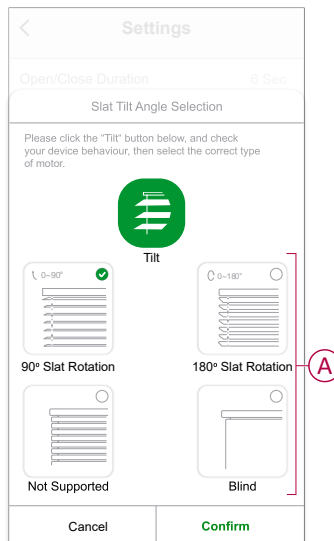 Settings
Open/Close Duration 6 Sec
Slat Tilt Angle Selection
Please click the "Tilt" button below, and check
your device behaviour, then select the correct type
of motor.
Tilt
0~90°
0~180°
90° Slat Rotation
180° Slat Rotation
A
Not Supported
Blind
Cancel
Confirm